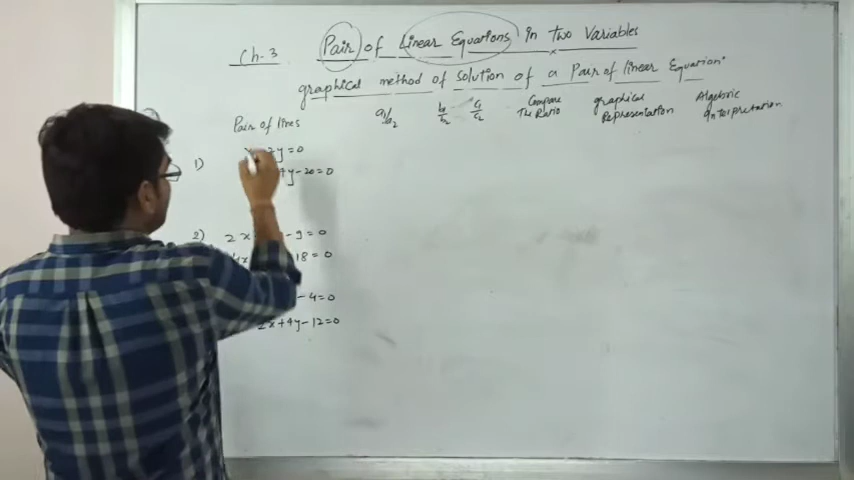 Ch-3 Pair of Linear Equations in two Variables
graphical method of Solution of a Pair of linear Equation
Pair of lines a₁/a₂ b₁/b₂ c₁/c₂ Compare The Ratio graphical Representation Algebric Interpretation
1) y=0
y-20=0
2) 2x -9=0
18=0
-4=0
2x+4y-12=0